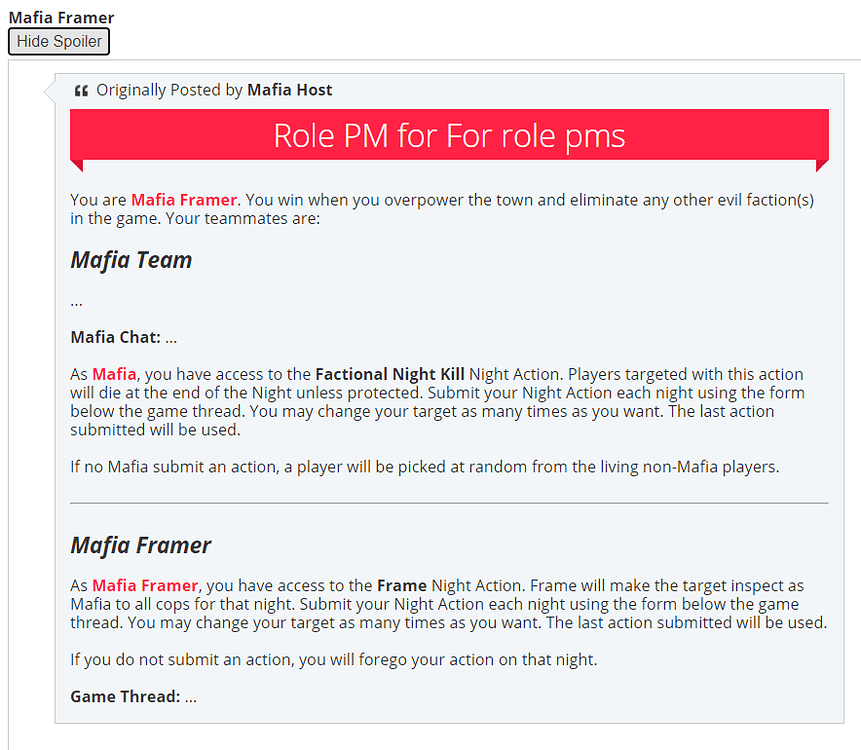 Mafia Framer
Hide Spoiler
Originally Posted by Mafia Host
Role PM for For role pms
You are Mafia Framer. You win when you overpower the town and eliminate any other evil faction(s)
in the game. Your teammates are:
Mafia Team
...
Mafia Chat: ...
As Mafia, you have access to the Factional Night Kill Night Action. Players targeted with this action
will die at the end of the Night unless protected. Submit your Night Action each night using the form
below the game thread. You may change your target as many times as you want. The last action
submitted will be used.
If no Mafia submit an action, a player will be picked at random from the living non-Mafia players.
Mafia Framer
As Mafia Framer, you have access to the Frame Night Action. Frame will make the target inspect as
Mafia to all cops for that night. Submit your Night Action each night using the form below the game
thread. You may change your target as many times as you want. The last action submitted will be used.
If you do not submit an action, you will forego your action on that night.
Game Thread: ...